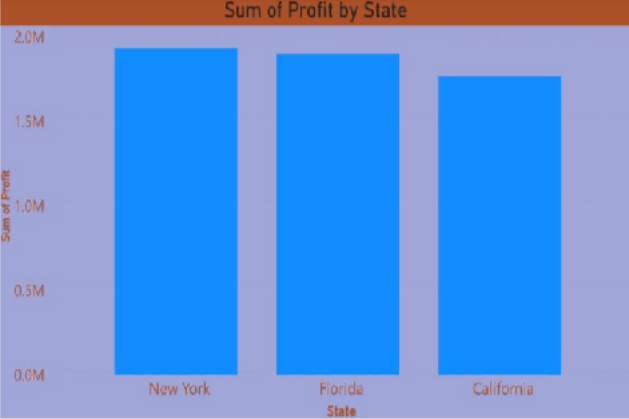 Sum of Profit by State
2.0M
1.5M
1.0M
0.5M
0.0M
Sum of Profit
New York
Florida
California
State